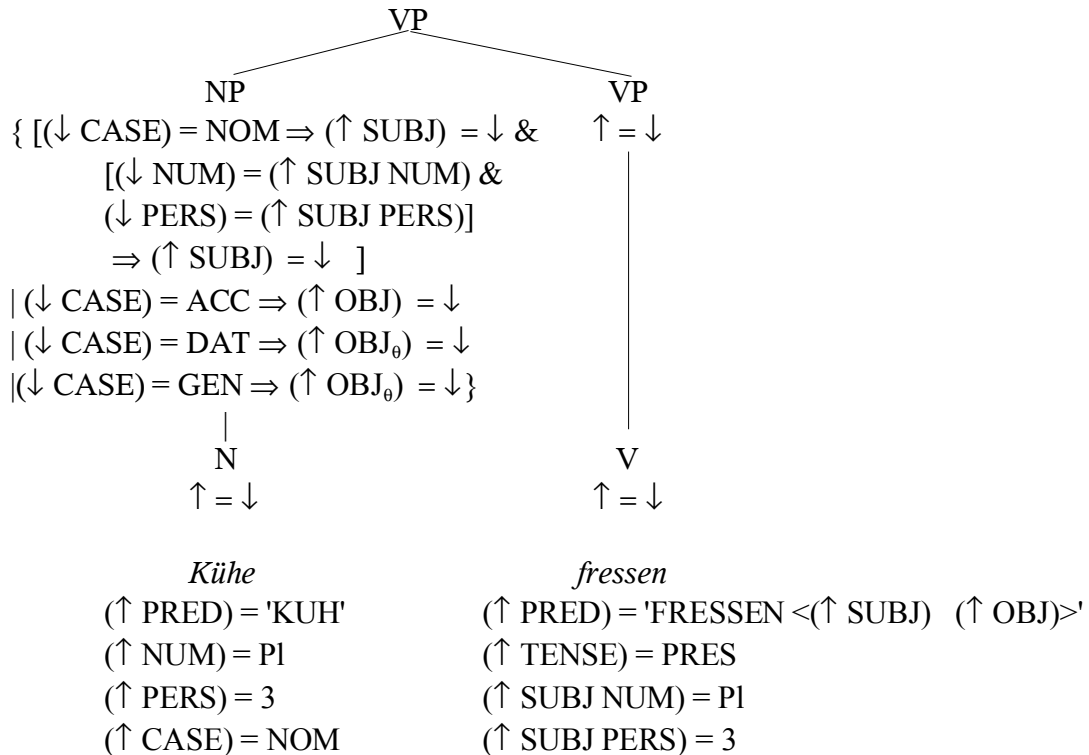 VP
NP VP
{ [(↓ CASE) = NOM ⇒ (↑ SUBJ) = ↓ & ↑ = ↓
[(↓ NUM) = (↑ SUBJ NUM) &
(↓ PERS) = (↑ SUBJ PERS)]
⇒ (↑ SUBJ) = ↓ ]
| (↓ CASE) = ACC ⇒ (↑ OBJ) = ↓
| (↓ CASE) = DAT ⇒ (↑ OBJθ) = ↓
|(↓ CASE) = GEN ⇒ (↑ OBJθ) = ↓}
N V
↑ = ↓ ↑ = ↓
Kühe fressen
(↑ PRED) = 'KUH' (↑ PRED) = 'FRESSEN <(↑ SUBJ) (↑ OBJ)>'
(↑ NUM) = Pl (↑ TENSE) = PRES
(↑ PERS) = 3 (↑ SUBJ NUM) = Pl
(↑ CASE) = NOM (↑ SUBJ PERS) = 3